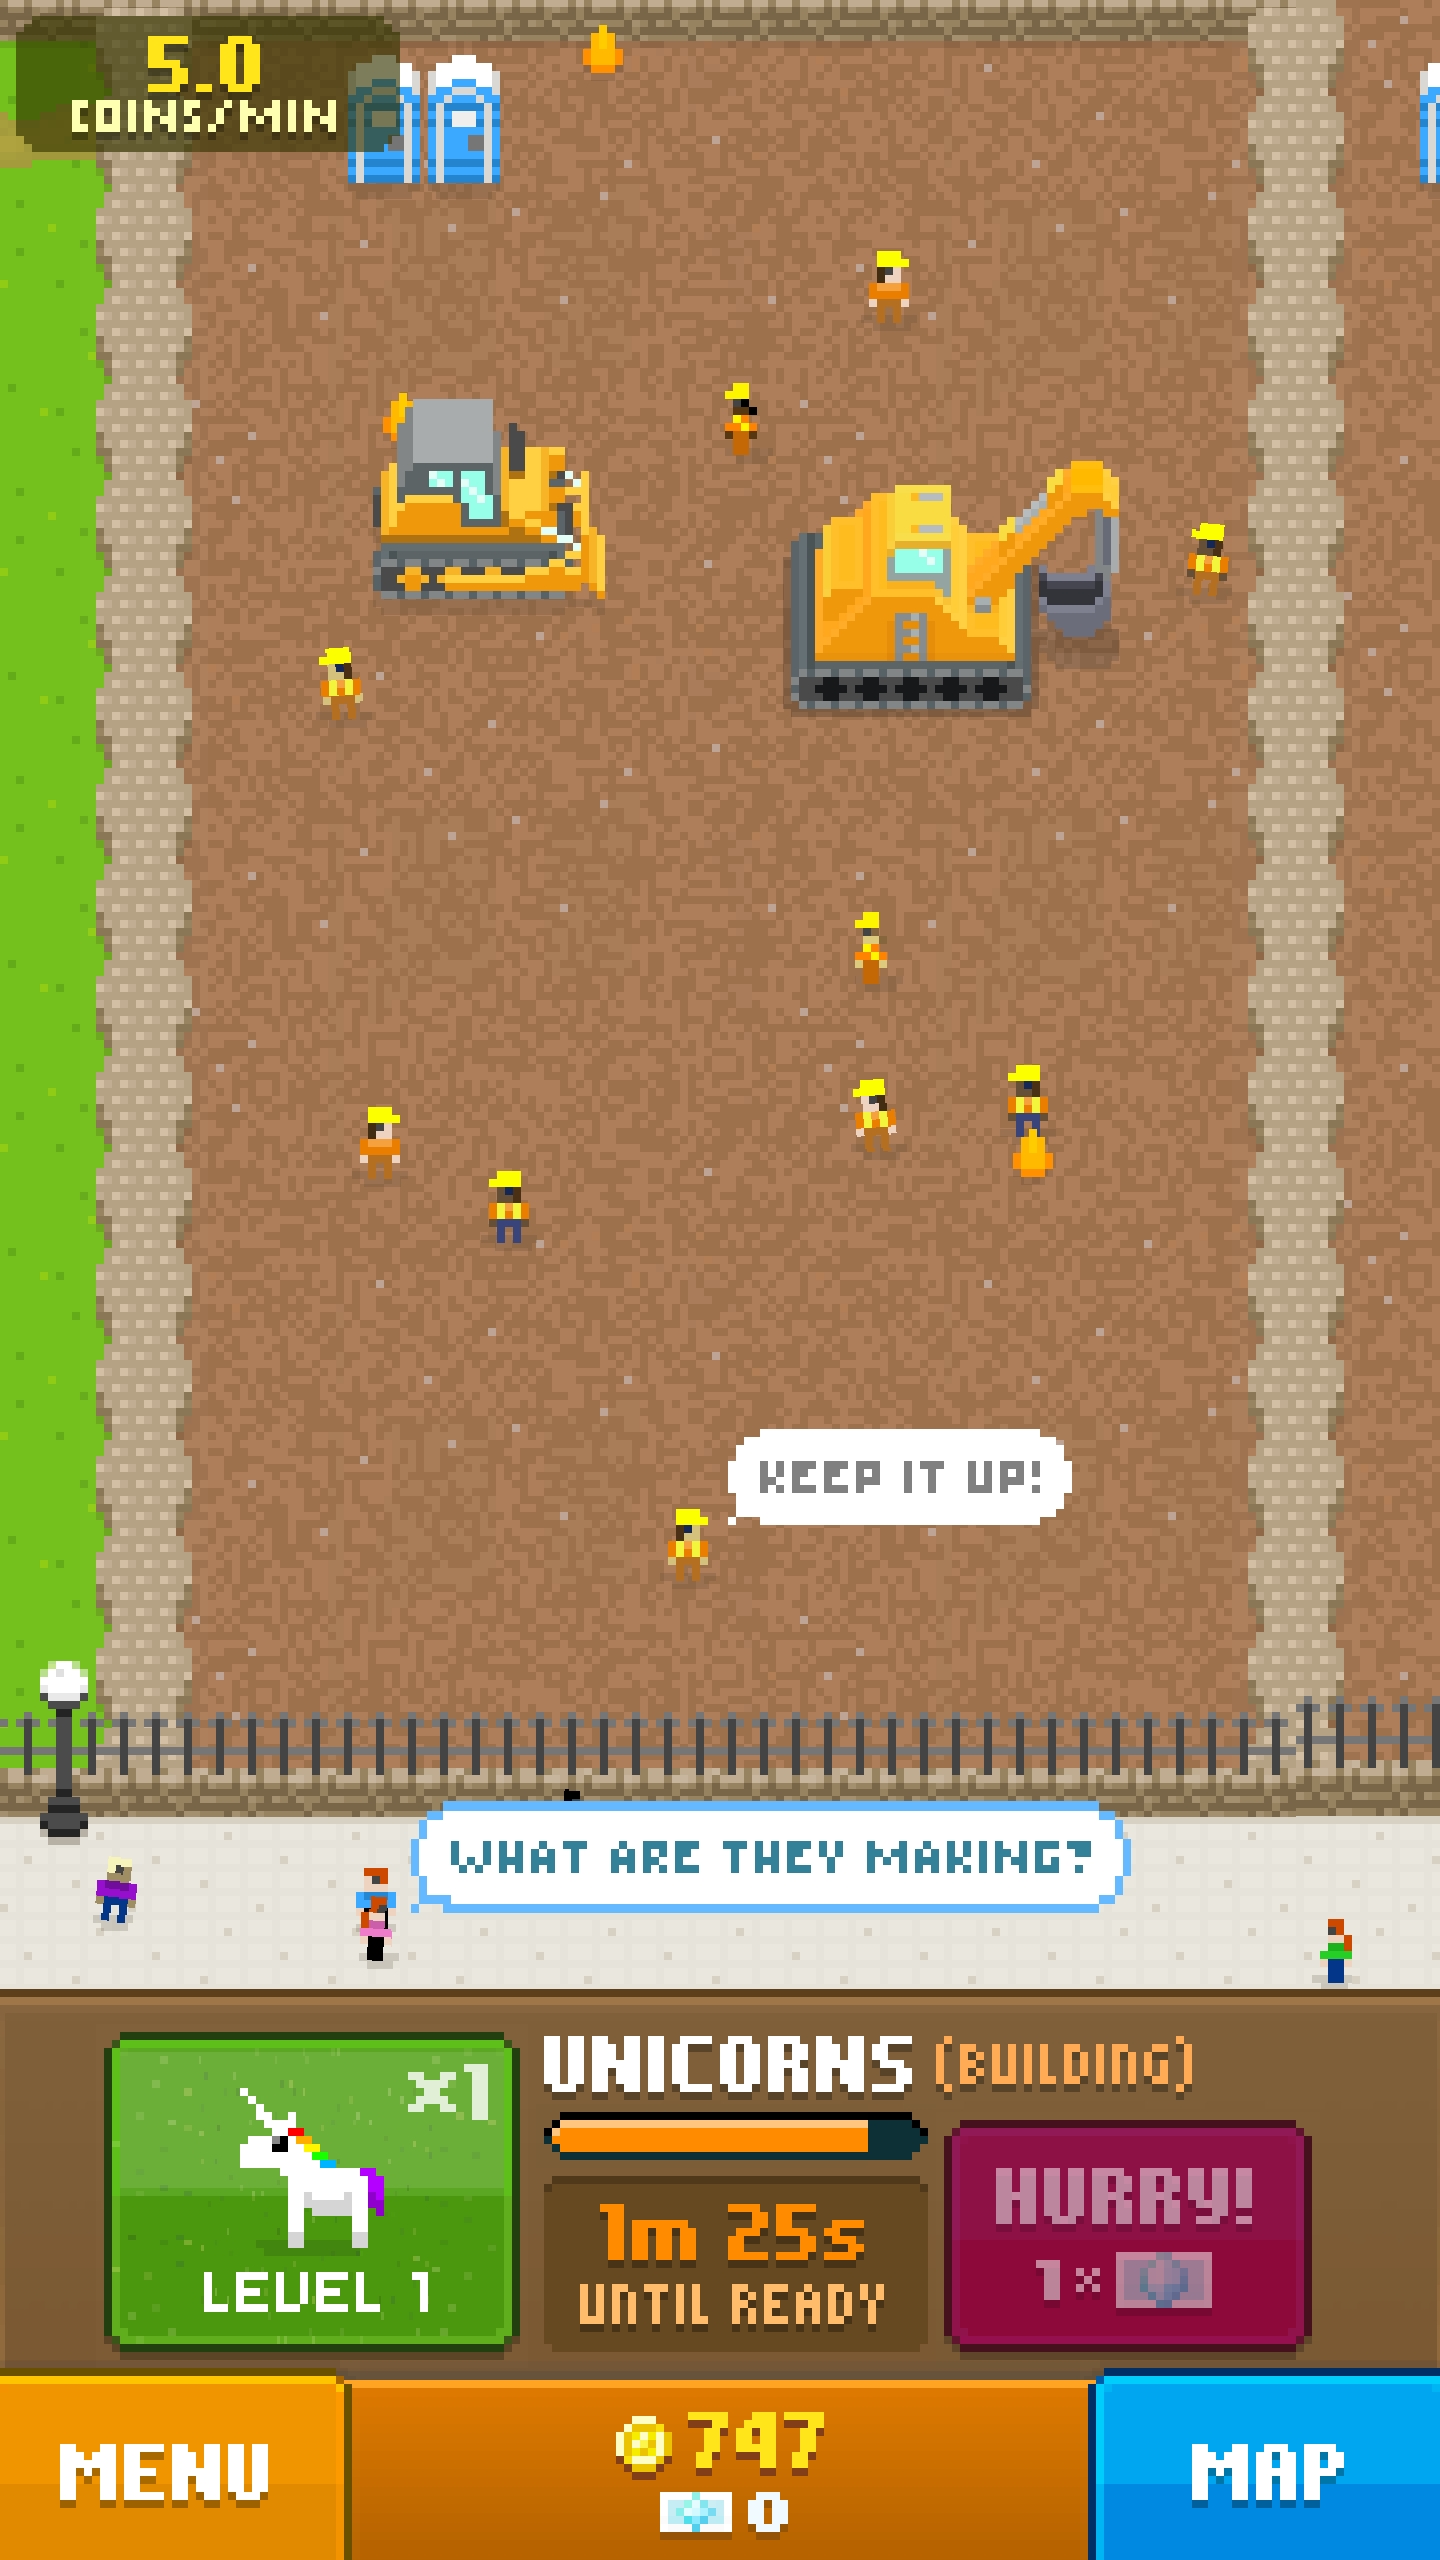 5.0
COINS/MIN
KEEP IT UP!
WHAT ARE THEY MAKING?
UNICORNS (BUILDING)
x1
LEVEL 1
1m 25s
UNTIL READY
HURRY!
1×
MENU
747
0
MAP